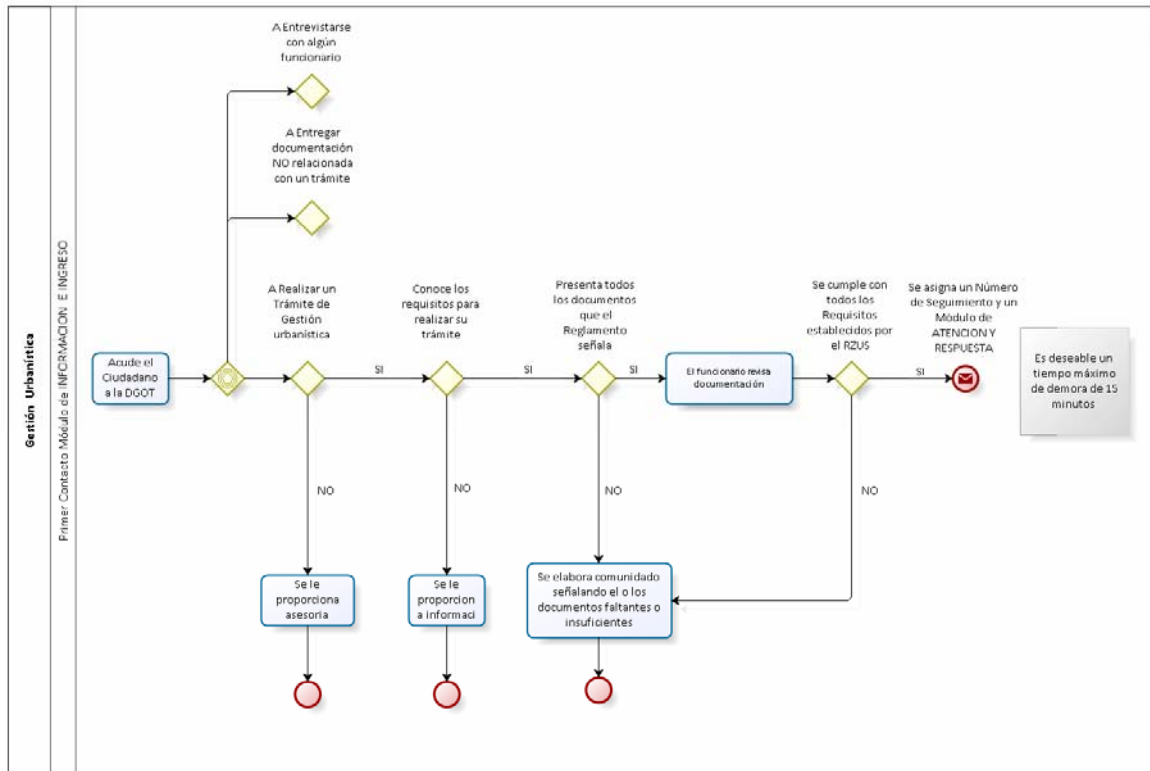 Gestión Urbanística
Primer Contacto Módulo de INFORMACION E INGRESO
A Entrevistarse
con algún
funcionario
A Entregar
documentación
NO relacionada
con un trámite
Acude el
Ciudadano
a la DGOT
A Realizar un
Trámite de
Gestión
urbanística
SI
Conoce los
requisitos para
realizar su
trámite
SI
Presenta todos
los documentos
que el
Reglamento
señala
SI
El funcionario revisa
documentación
Se cumple con
todos los
Requisitos
establecidos por
el RZUS
SI
Se asigna un Número
de Seguimiento y un
Módulo de
ATENCION Y
RESPUESTA
Es deseable un
tiempo máximo
de demora de 15
minutos
NO
NO
NO
NO
Se le
proporciona
asesoria
Se le
proporcion
a informaci
Se elabora comunidado
señalando el o los
documentos faltantes o
insuficientes